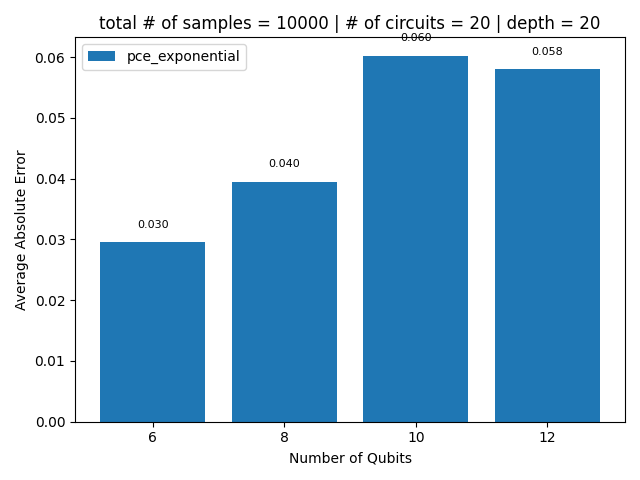 total # of samples = 10000 | # of circuits = 20 | depth = 20
pce_exponential
0.060
0.058
0.040
0.030
0.06
0.05
0.04
0.03
0.02
0.01
0.00
Average Absolute Error
6 8 10 12
Number of Qubits